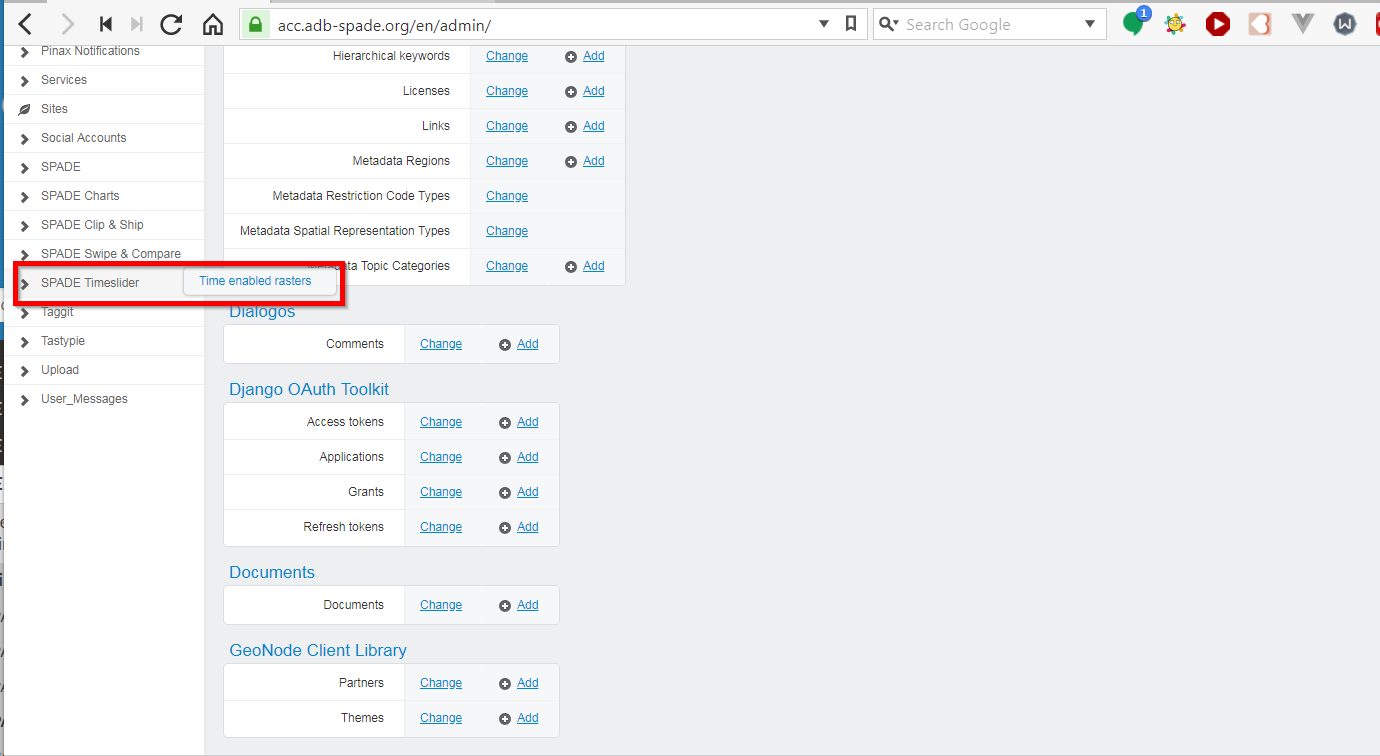 acc.adb-spade.org/en/admin/
Search Google
1
Pinax Notifications
Services
Sites
Social Accounts
SPADE
SPADE Charts
SPADE Clip & Ship
SPADE Swipe & Compare
SPADE Timeslider
Time enabled rasters
Taggit
Tastypie
Upload
User_Messages
Hierarchical keywords Change Add
Licenses Change Add
Links Change Add
Metadata Regions Change Add
Metadata Restriction Code Types Change
Metadata Spatial Representation Types Change
Topic Categories Change Add
Dialogos
Comments Change Add
Django OAuth Toolkit
Access tokens Change Add
Applications Change Add
Grants Change Add
Refresh tokens Change Add
Documents
Documents Change Add
GeoNode Client Library
Partners Change Add
Themes Change Add